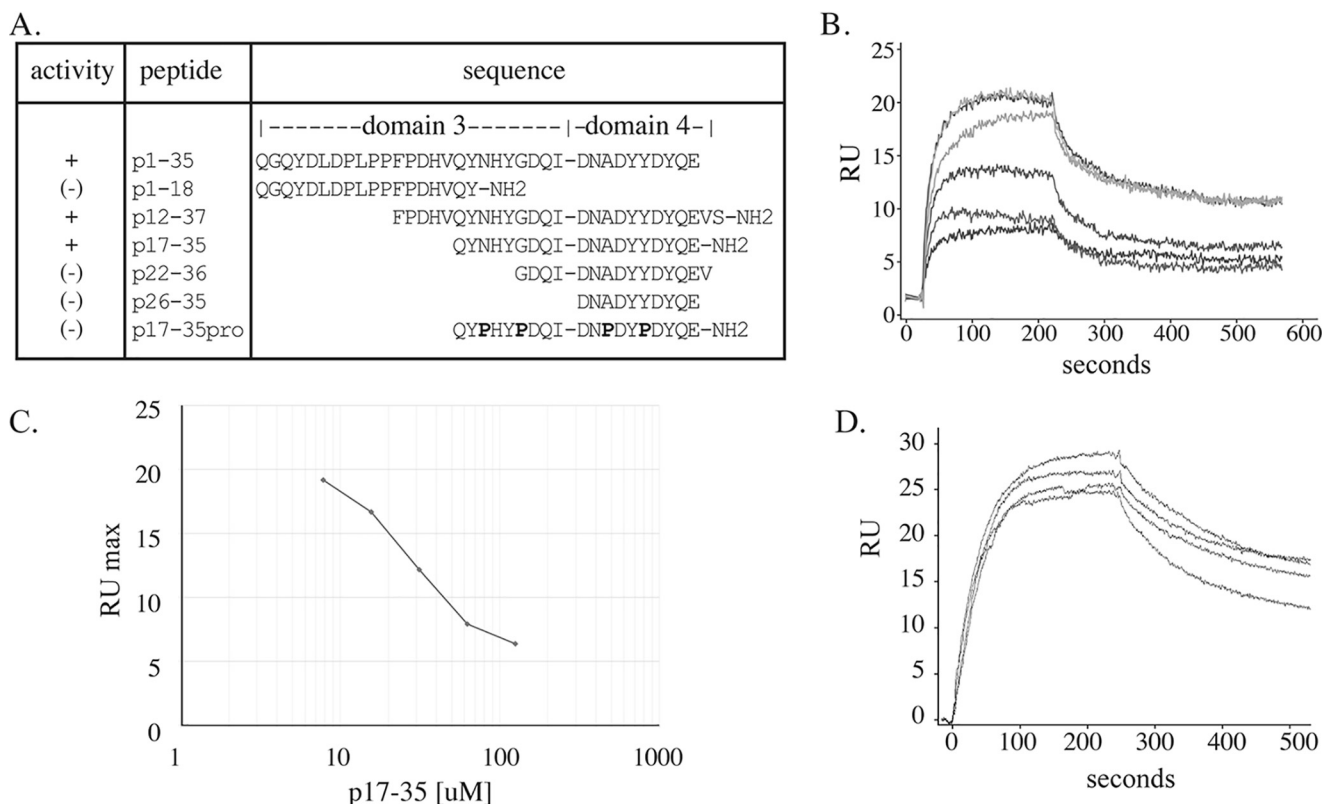 A.
activity peptide sequence
|-------domain 3-------|-domain 4-|
+ p1-35 QGQYDLDPLPPFPDHVQYNHYGDQI-DNADYYDYQE
(-) p1-18 QGQYDLDPLPPFPDHVQY-NH2
+ p12-37 FPDHVQYNHYGDQI-DNADYYDYQEVS-NH2
+ p17-35 QYNHYGDQI-DNADYYDYQE-NH2
(-) p22-36 GDQI-DNADYYDYQEV
(-) p26-35 DNADYYDYQE
(-) p17-35pro QYPHYPDQI-DNPDYPDYQE-NH2
B.
25
20
15
10
5
0
RU
0 100 200 300 400 500 600
seconds
C.
25
20
15
10
5
0
RU max
1 10 100 1000
p17-35 [uM]
D.
30
25
20
15
10
5
0
RU
0 100 200 300 400 500
seconds